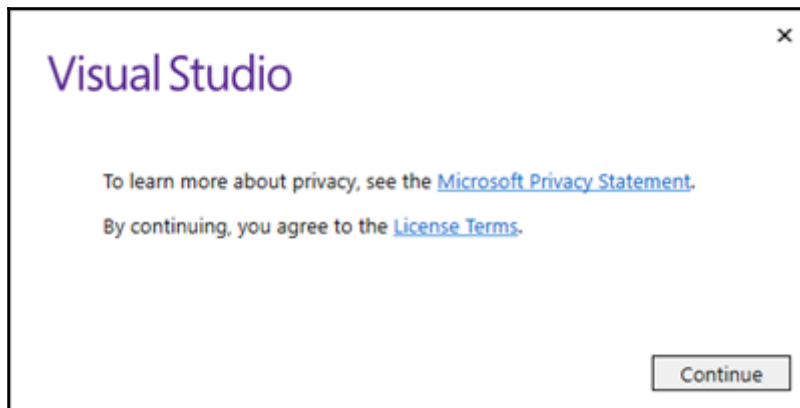 Visual Studio
To learn more about privacy, see the Microsoft Privacy Statement.
By continuing, you agree to the License Terms.
Continue